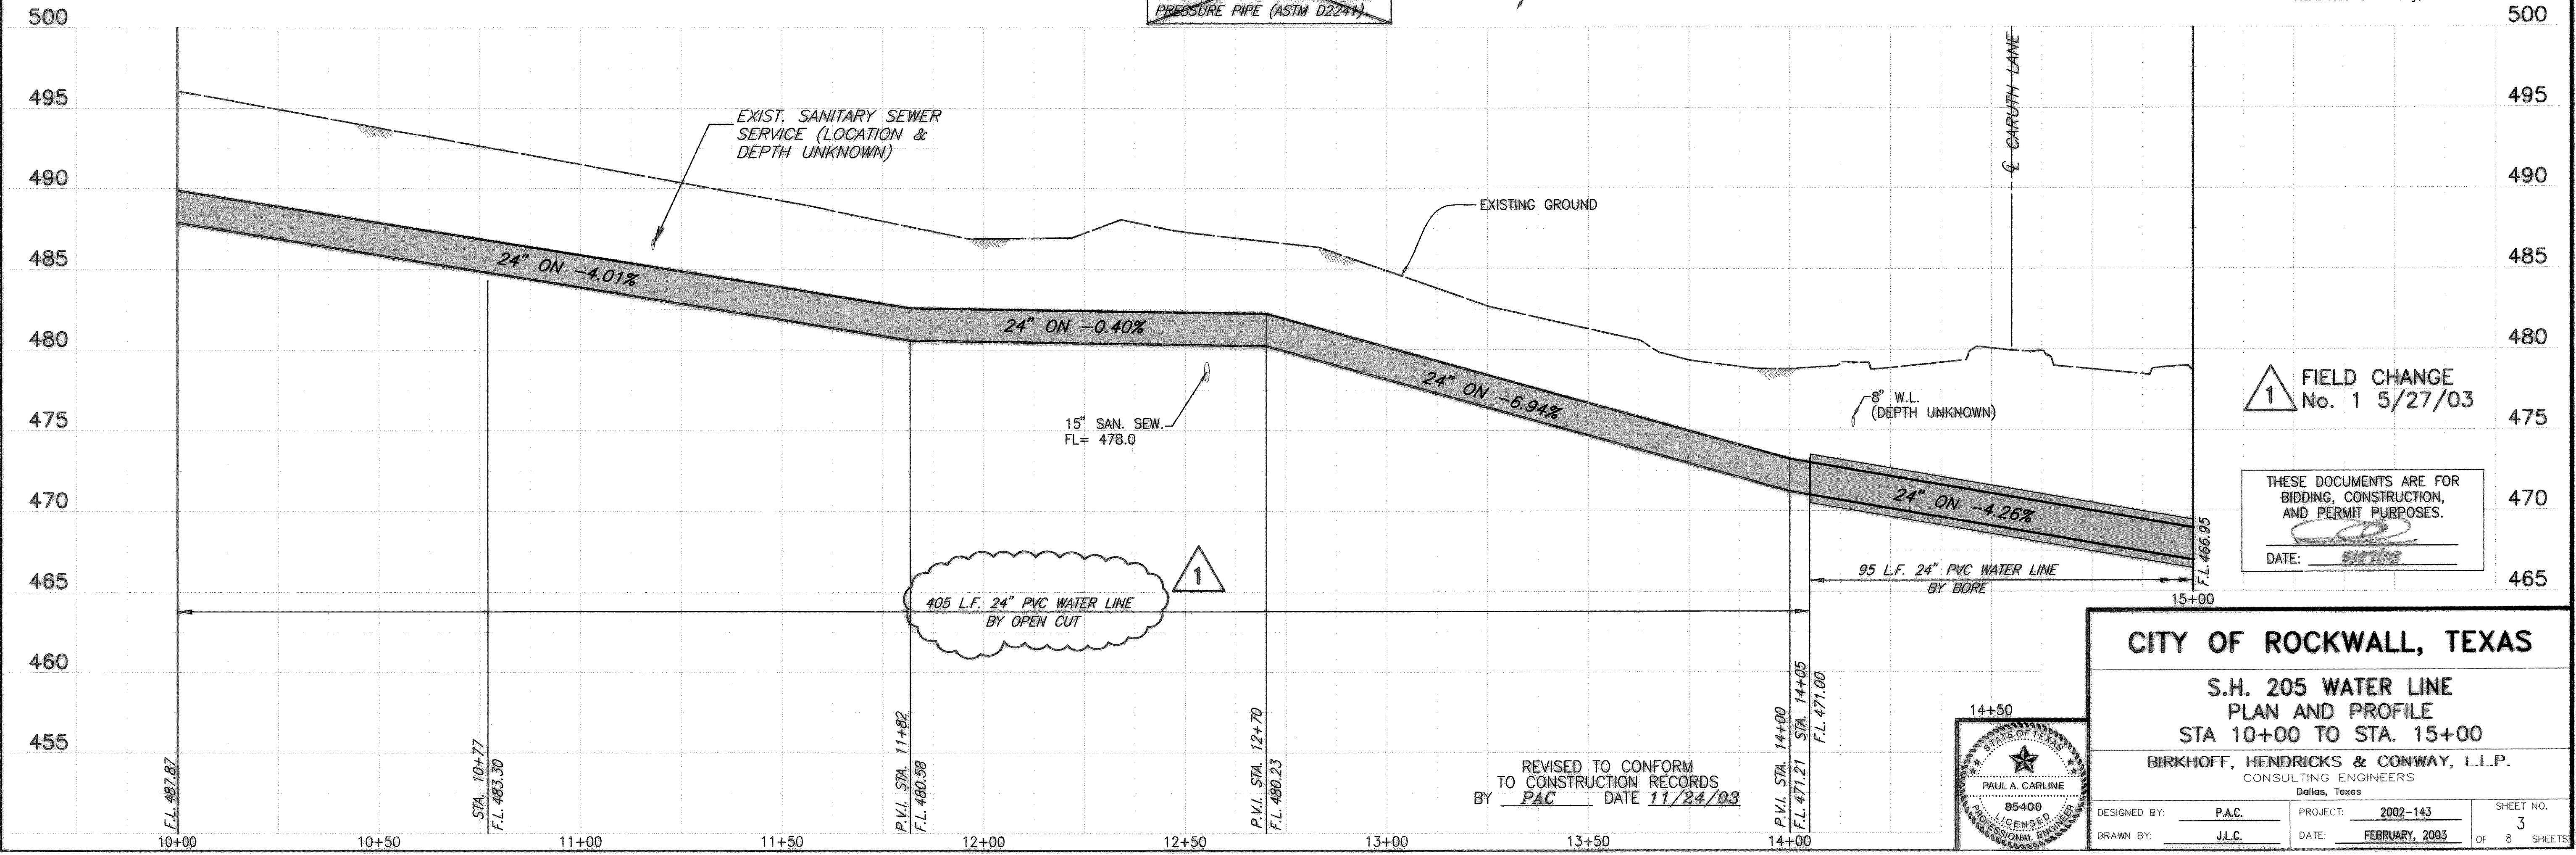 PRESSURE PIPE (ASTM D2241)
500
495
490
485
480
475
470
465
460
455
500
495
490
485
480
475
470
465
EXIST. SANITARY SEWER
SERVICE (LOCATION &
DEPTH UNKNOWN)
EXISTING GROUND
℄ CARUTH LANE
24" ON -4.01%
24" ON -0.40%
24" ON -6.94%
24" ON -4.26%
15" SAN. SEW.
FL= 478.0
8" W.L.
(DEPTH UNKNOWN)
1
FIELD CHANGE
No. 1 5/27/03
THESE DOCUMENTS ARE FOR
BIDDING, CONSTRUCTION,
AND PERMIT PURPOSES.
DATE: 5/27/03
405 L.F. 24" PVC WATER LINE
BY OPEN CUT
1
95 L.F. 24" PVC WATER LINE
BY BORE
F.L. 466.95
15+00
F.L. 487.87
STA. 10+77
F.L. 483.30
P.V.I. STA. 11+82
F.L. 480.58
P.V.I. STA. 12+70
F.L. 480.23
P.V.I. STA. 14+00
F.L. 471.21
STA. 14+05
F.L. 471.00
REVISED TO CONFORM
TO CONSTRUCTION RECORDS
BY PAC DATE 11/24/03
10+00
10+50
11+00
11+50
12+00
12+50
13+00
13+50
14+00
14+50
STATE OF TEXAS
PAUL A. CARLINE
85400
LICENSED
PROFESSIONAL ENGINEER
CITY OF ROCKWALL, TEXAS
S.H. 205 WATER LINE
PLAN AND PROFILE
STA 10+00 TO STA. 15+00
BIRKHOFF, HENDRICKS & CONWAY, L.L.P.
CONSULTING ENGINEERS
Dallas, Texas
DESIGNED BY: P.A.C.
DRAWN BY: J.L.C.
PROJECT: 2002-143
DATE: FEBRUARY, 2003
SHEET NO.
3
OF 8 SHEETS